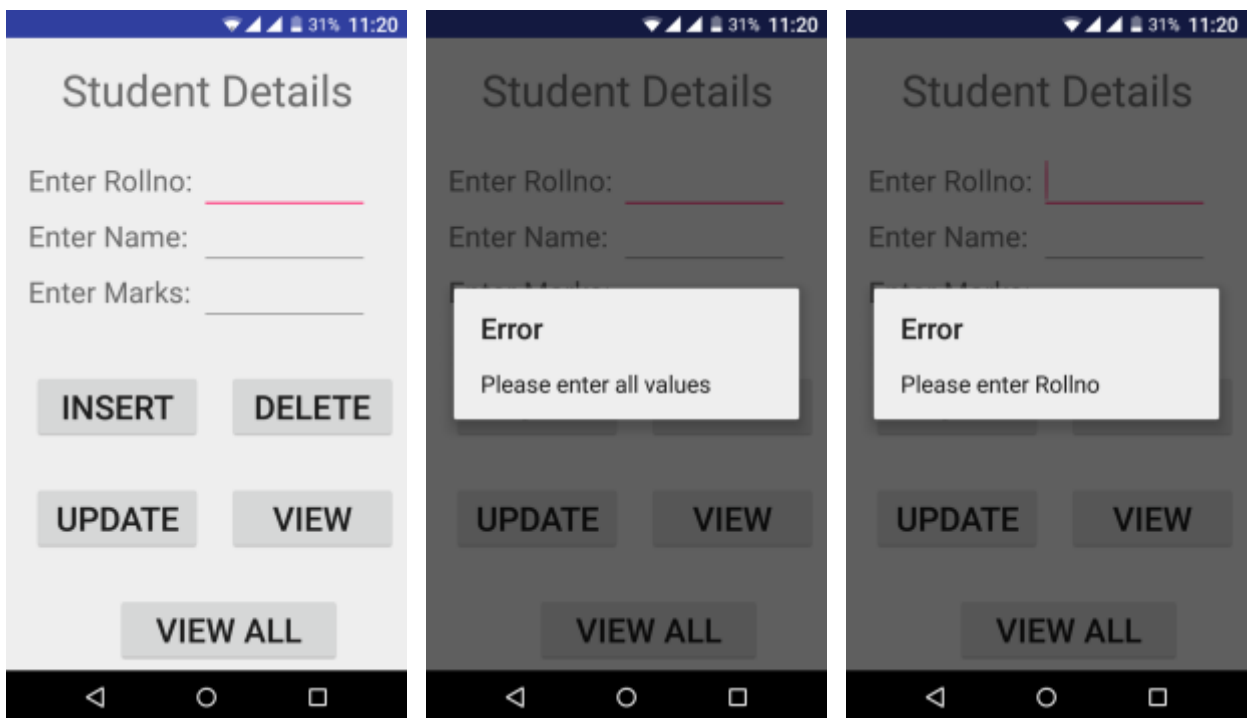 31% 11:20
Student Details
Enter Rollno:
Enter Name:
Enter Marks:
INSERT DELETE
UPDATE VIEW
VIEW ALL
31% 11:20
Student Details
Enter Rollno:
Enter Name:
Error
Please enter all values
UPDATE VIEW
VIEW ALL
31% 11:20
Student Details
Enter Rollno:
Enter Name:
Error
Please enter Rollno
UPDATE VIEW
VIEW ALL